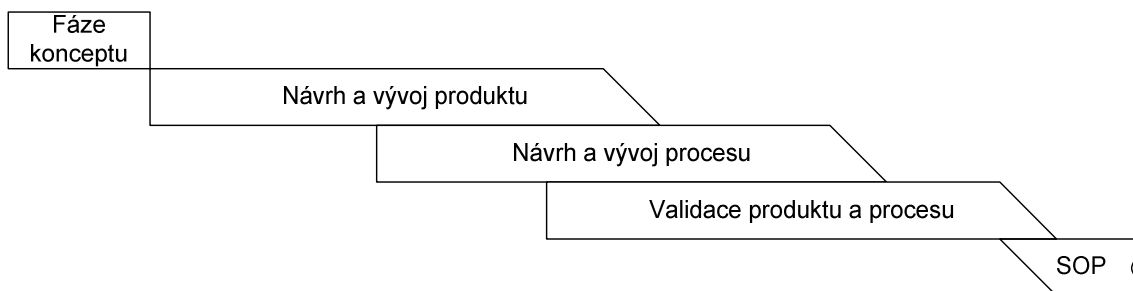 Fáze
konceptu
Návrh a vývoj produktu
Návrh a vývoj procesu
Validace produktu a procesu
SOP